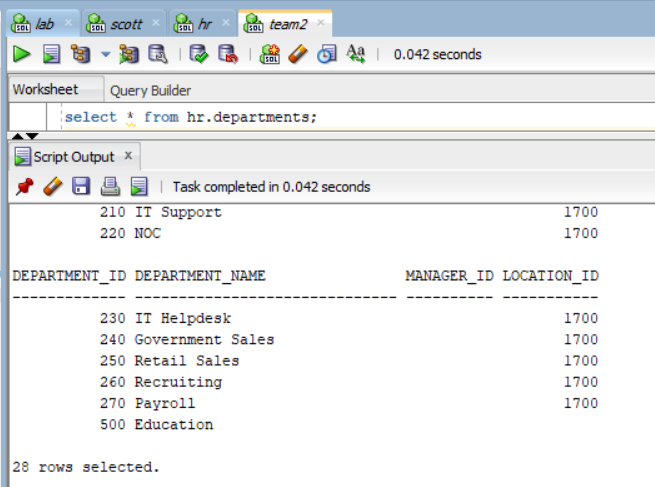 lab scott hr team2
0.042 seconds
Worksheet Query Builder
select * from hr.departments;
Script Output x
Task completed in 0.042 seconds
210 IT Support 1700
220 NOC 1700
DEPARTMENT_ID DEPARTMENT_NAME MANAGER_ID LOCATION_ID
------------- ------------------------------ ---------- -----------
230 IT Helpdesk 1700
240 Government Sales 1700
250 Retail Sales 1700
260 Recruiting 1700
270 Payroll 1700
500 Education
28 rows selected.